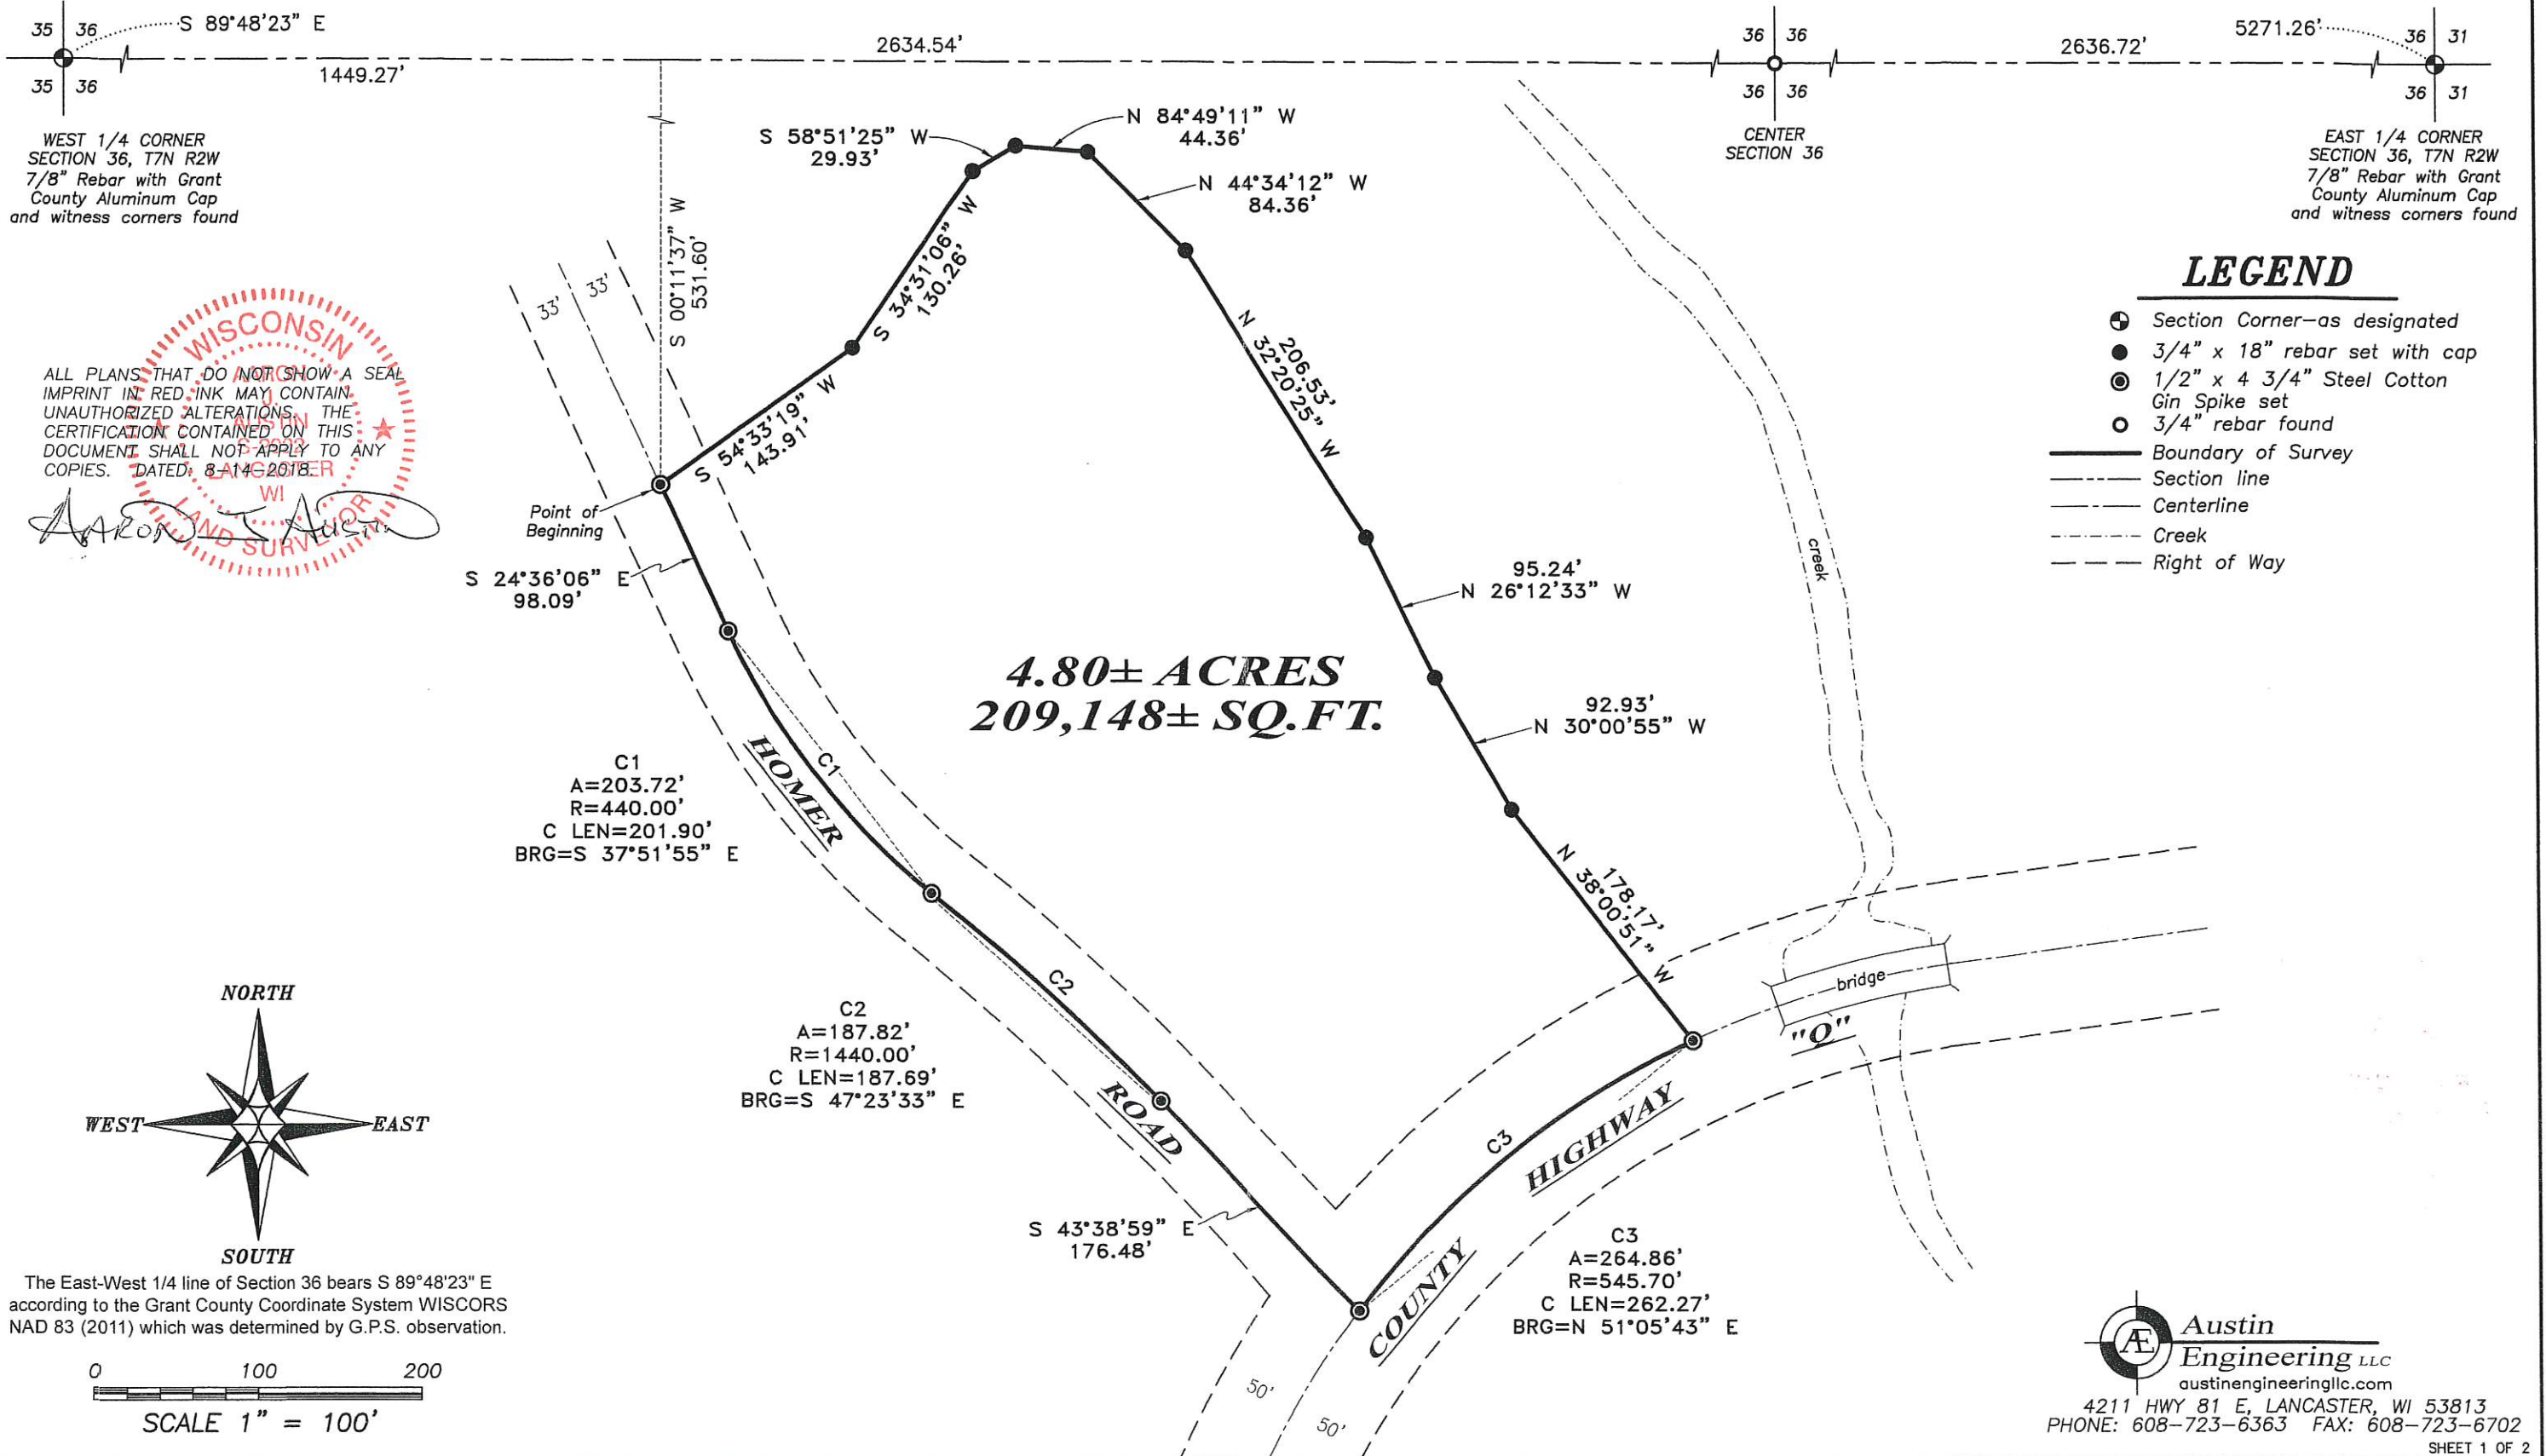 35 36
35 36
S 89°48'23" E
1449.27'
2634.54'
36 36
36 36
2636.72'
5271.26'
36 31
36 31
WEST 1/4 CORNER
SECTION 36, T7N R2W
7/8" Rebar with Grant
County Aluminum Cap
and witness corners found
CENTER
SECTION 36
EAST 1/4 CORNER
SECTION 36, T7N R2W
7/8" Rebar with Grant
County Aluminum Cap
and witness corners found
S 58°51'25" W
29.93'
N 84°49'11" W
44.36'
N 44°34'12" W
84.36'
S 00°11'37" W
531.60'
S 34°31'06" W
130.26'
33'
33'
206.53'
N 32°20'25" W
S 54°33'19" W
143.91'
LEGEND
Section Corner-as designated
3/4" x 18" rebar set with cap
1/2" x 4 3/4" Steel Cotton
Gin Spike set
3/4" rebar found
Boundary of Survey
Section line
Centerline
Creek
Right of Way
WISCONSIN
AARON
J.
AUSTIN
LANCASTER
WI
LAND SURVEYOR
ALL PLANS THAT DO NOT SHOW A SEAL
IMPRINT IN RED INK MAY CONTAIN
UNAUTHORIZED ALTERATIONS. THE
CERTIFICATION CONTAINED ON THIS
DOCUMENT SHALL NOT APPLY TO ANY
COPIES. DATED: 8-14-2018.
AARON J AUSTIN
Point of
Beginning
S 24°36'06" E
98.09'
95.24'
N 26°12'33" W
creek
4.80± ACRES
209,148± SQ.FT.
92.93'
N 30°00'55" W
C1
A=203.72'
R=440.00'
C LEN=201.90'
BRG=S 37°51'55" E
C1
HOMER
178.17'
N 38°00'51" W
C2
A=187.82'
R=1440.00'
C LEN=187.69'
BRG=S 47°23'33" E
C2
ROAD
bridge
"Q"
HIGHWAY
C3
COUNTY
S 43°38'59" E
176.48'
C3
A=264.86'
R=545.70'
C LEN=262.27'
BRG=N 51°05'43" E
50'
50'
NORTH
WEST
EAST
SOUTH
The East-West 1/4 line of Section 36 bears S 89°48'23" E
according to the Grant County Coordinate System WISCORS
NAD 83 (2011) which was determined by G.P.S. observation.
0 100 200
SCALE 1" = 100'
AE
Austin
Engineering LLC
austinengineeringllc.com
4211 HWY 81 E, LANCASTER, WI 53813
PHONE: 608-723-6363 FAX: 608-723-6702
SHEET 1 OF 2